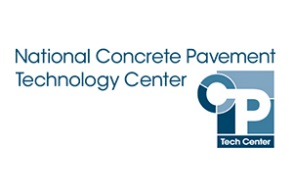 National Concrete Pavement
Technology Center
CP
Tech Center